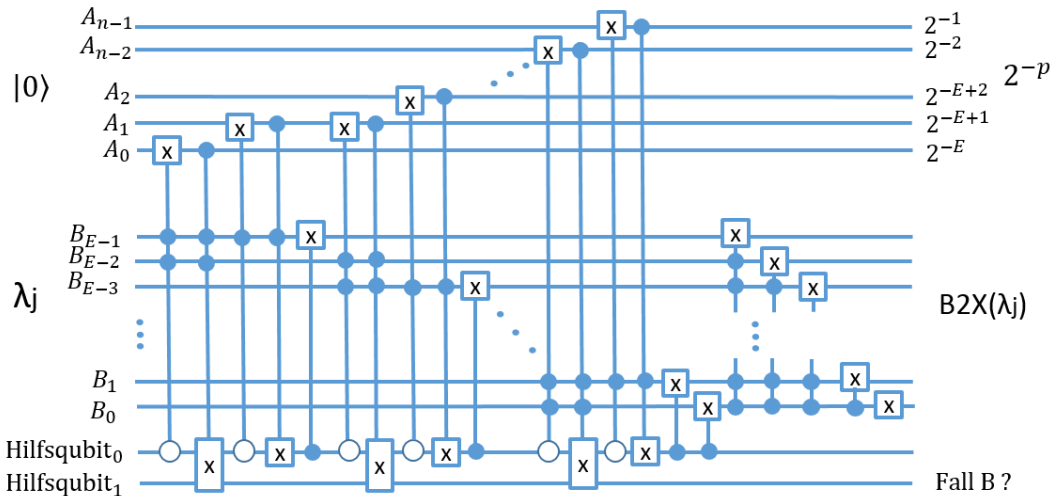 A_{n−1} 2^{−1}
A_{n−2} 2^{−2}
|0⟩ 2^{−p}
A_2 2^{−E+2}
A_1 2^{−E+1}
A_0 2^{−E}
x x x x x x x x
B_{E−1} x x
B_{E−2} x
B_{E−3} x x
λj B2X(λj)
B_1 x x
B_0 x x
Hilfsqubit_0 x x x x x x
Hilfsqubit_1 Fall B ?